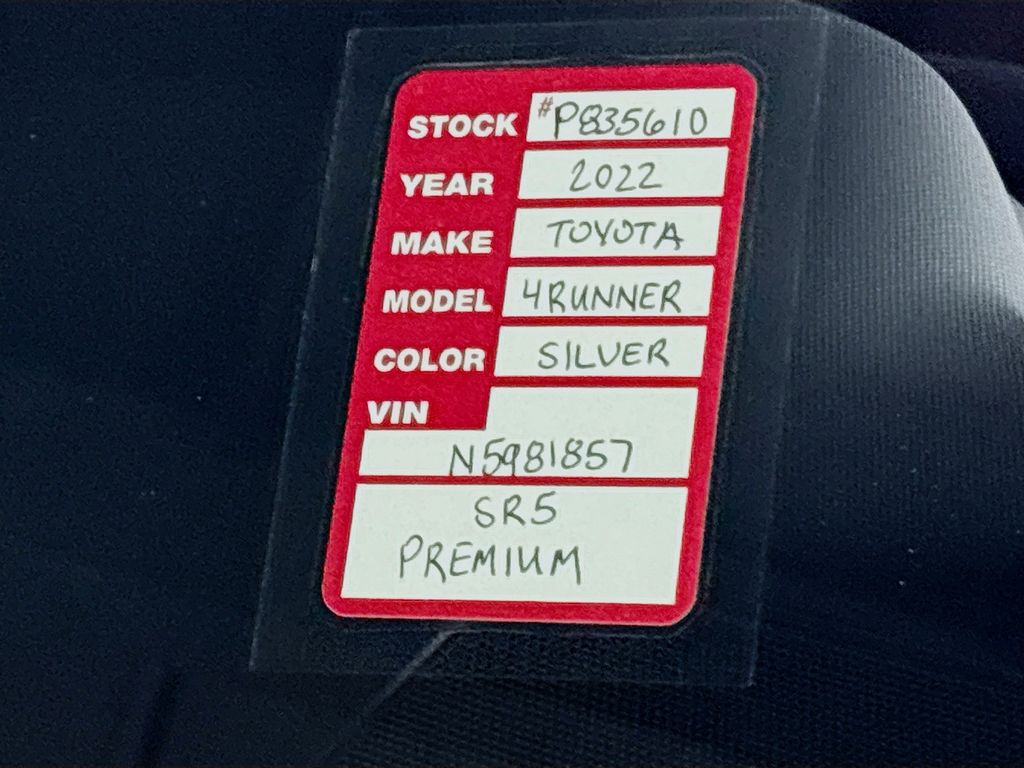 STOCK #P835610
YEAR 2022
MAKE TOYOTA
MODEL 4RUNNER
COLOR SILVER
VIN
N5981857
SR5
PREMIUM